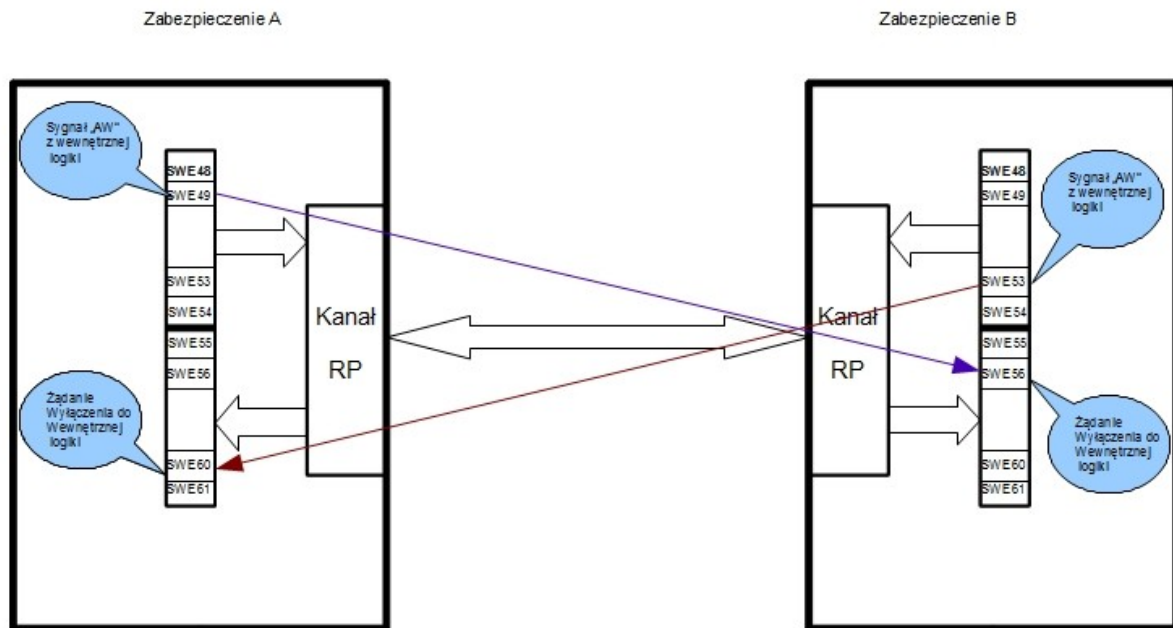 Zabezpieczenie A
Zabezpieczenie B
Sygnał „AW"
z wewnętrznej
logiki
SWE48
SWE49
SWE53
SWE54
SWE55
SWE56
SWE60
SWE61
Żądanie
Wyłączenia do
Wewnętrznej
logiki
Kanał
RP
Kanał
RP
SWE48
SWE49
SWE53
SWE54
SWE55
SWE56
SWE60
SWE61
Sygnał „AW"
z wewnętrznej
logiki
Żądanie
Wyłączenia do
Wewnętrznej
logiki